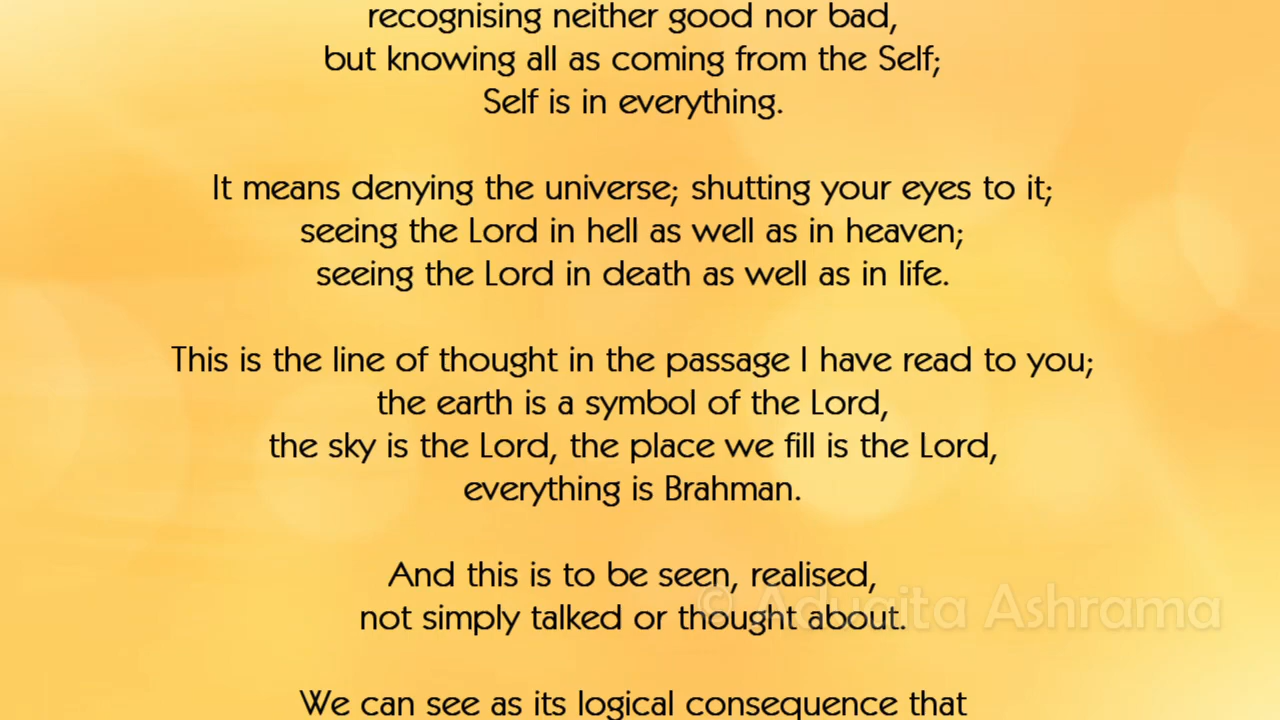 recognising neither good nor bad,
but knowing all as coming from the Self;
Self is in everything.
It means denying the universe; shutting your eyes to it;
seeing the Lord in hell as well as in heaven;
seeing the Lord in death as well as in life.
This is the line of thought in the passage I have read to you;
the earth is a symbol of the Lord,
the sky is the Lord, the place we fill is the Lord,
everything is Brahman.
And this is to be seen, realised,
not simply talked or thought about.
© Advaita Ashrama
We can see as its logical consequence that